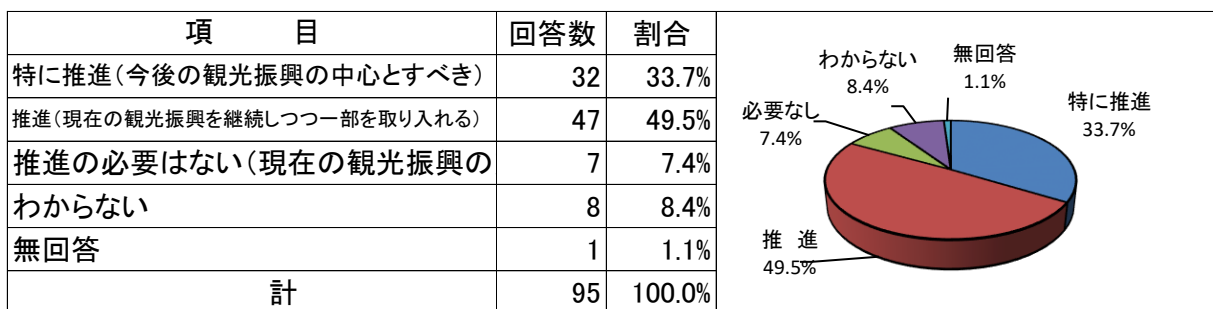 項　　目 回答数 割合
特に推進（今後の観光振興の中心とすべき） 32 33.7%
推進（現在の観光振興を継続しつつ一部を取り入れる） 47 49.5%
推進の必要はない（現在の観光振興の 7 7.4%
わからない 8 8.4%
無回答 1 1.1%
計 95 100.0%
無回答
1.1%
わからない
8.4%
特に推進
33.7%
必要なし
7.4%
推　進
49.5%